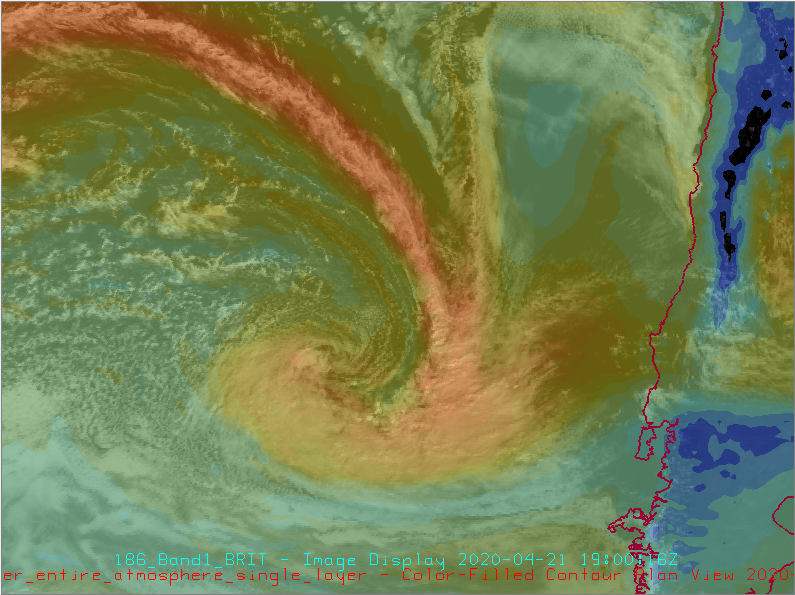 186_Band1_BRIT - Image Display 2020-04-21 19:00:16Z
er_entire_atmosphere_single_layer - Color-Filled Contour Plan View 2020-